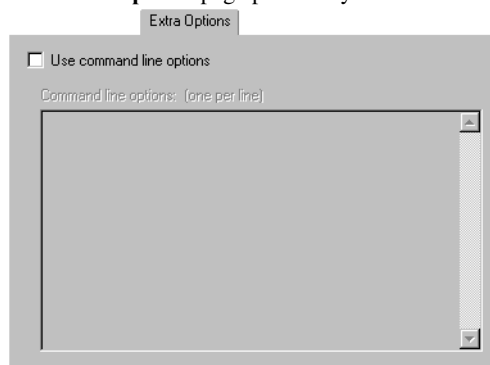 Extra Options
Use command line options
Command line options: (one per line)